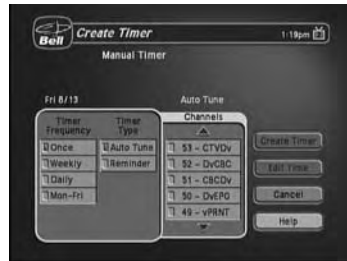 Bell Create Timer 1:19pm
Manual Timer
Fri 8/13 Auto Tune
Timer Frequency Timer Type Channels
Once Auto Tune 53 - CTVDv Create Timer
Weekly Reminder 52 - DvCBC Edit Time
Daily 51 - CBCDv
Mon-Fri 50 - DvEPO Cancel
49 - vPRNT Help